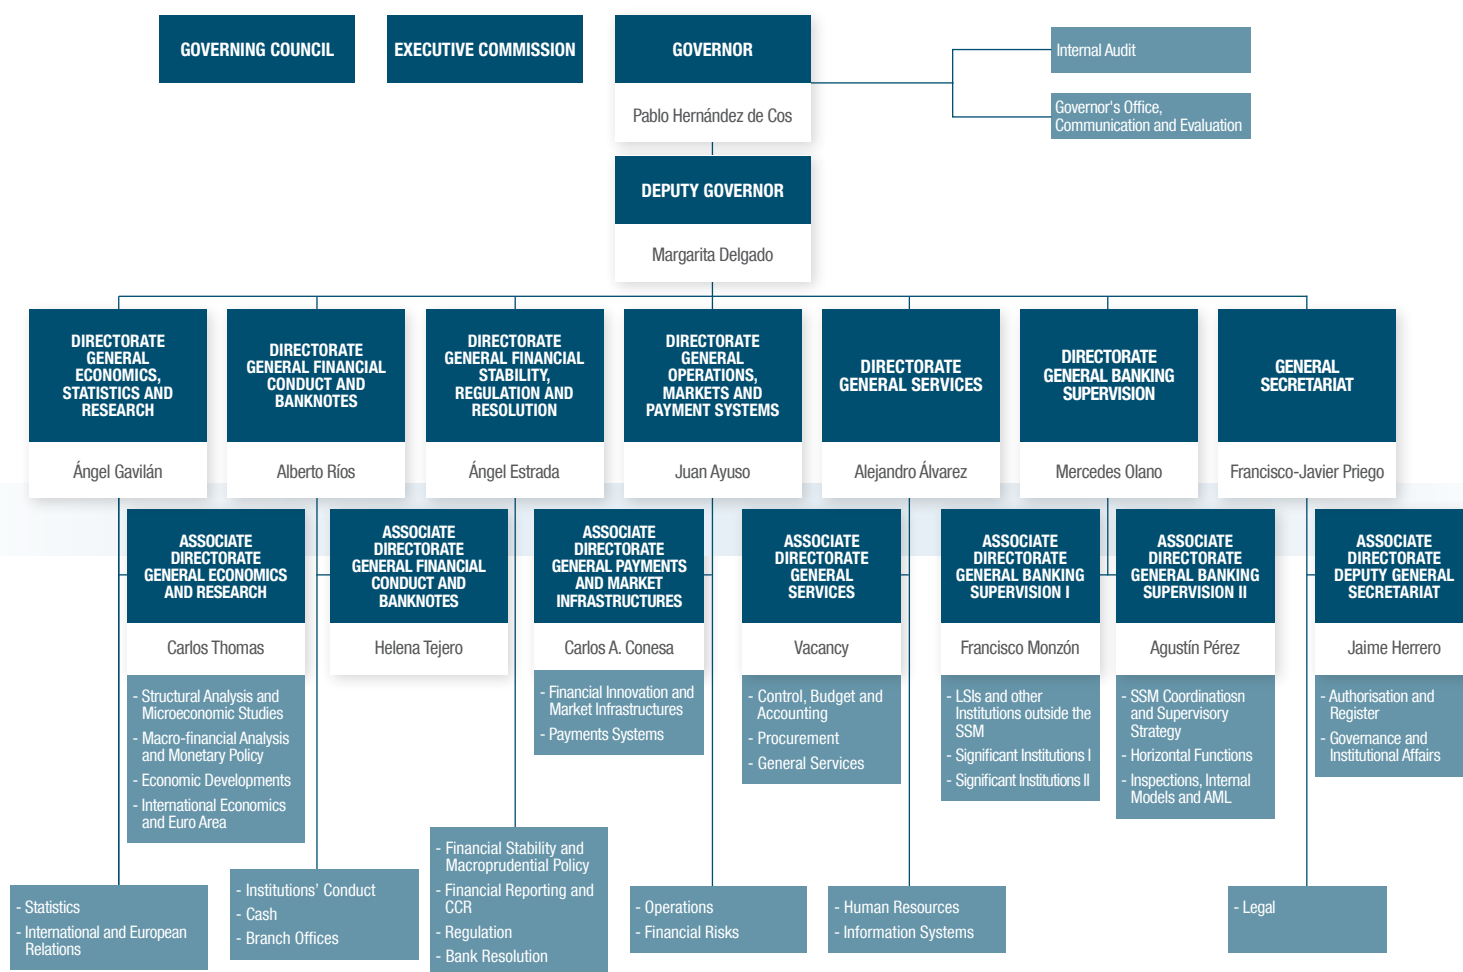 GOVERNING COUNCIL
EXECUTIVE COMMISSION
GOVERNOR
Pablo Hernández de Cos
Internal Audit
Governor's Office,
Communication and Evaluation
DEPUTY GOVERNOR
Margarita Delgado
DIRECTORATE
GENERAL
ECONOMICS,
STATISTICS AND
RESEARCH
Ángel Gavilán
DIRECTORATE
GENERAL FINANCIAL
CONDUCT AND
BANKNOTES
Alberto Ríos
DIRECTORATE
GENERAL FINANCIAL
STABILITY,
REGULATION AND
RESOLUTION
Ángel Estrada
DIRECTORATE
GENERAL
OPERATIONS,
MARKETS AND
PAYMENT SYSTEMS
Juan Ayuso
DIRECTORATE
GENERAL SERVICES
Alejandro Álvarez
DIRECTORATE
GENERAL BANKING
SUPERVISION
Mercedes Olano
GENERAL
SECRETARIAT
Francisco-Javier Priego
ASSOCIATE
DIRECTORATE
GENERAL ECONOMICS
AND RESEARCH
Carlos Thomas
- Structural Analysis and
Microeconomic Studies
- Macro-financial Analysis
and Monetary Policy
- Economic Developments
- International Economics
and Euro Area
ASSOCIATE
DIRECTORATE
GENERAL FINANCIAL
CONDUCT AND
BANKNOTES
Helena Tejero
ASSOCIATE
DIRECTORATE
GENERAL PAYMENTS
AND MARKET
INFRASTRUCTURES
Carlos A. Conesa
- Financial Innovation and
Market Infrastructures
- Payments Systems
ASSOCIATE
DIRECTORATE
GENERAL
SERVICES
Vacancy
- Control, Budget and
Accounting
- Procurement
- General Services
ASSOCIATE
DIRECTORATE
GENERAL BANKING
SUPERVISION I
Francisco Monzón
- LSIs and other
Institutions outside the
SSM
- Significant Institutions I
- Significant Institutions II
ASSOCIATE
DIRECTORATE
GENERAL BANKING
SUPERVISION II
Agustín Pérez
- SSM Coordinatiosn
and Supervisory
Strategy
- Horizontal Functions
- Inspections, Internal
Models and AML
ASSOCIATE
DIRECTORATE
DEPUTY GENERAL
SECRETARIAT
Jaime Herrero
- Authorisation and
Register
- Governance and
Institutional Affairs
- Statistics
- International and European
Relations
- Institutions' Conduct
- Cash
- Branch Offices
- Financial Stability and
Macroprudential Policy
- Financial Reporting and
CCR
- Regulation
- Bank Resolution
- Operations
- Financial Risks
- Human Resources
- Information Systems
- Legal